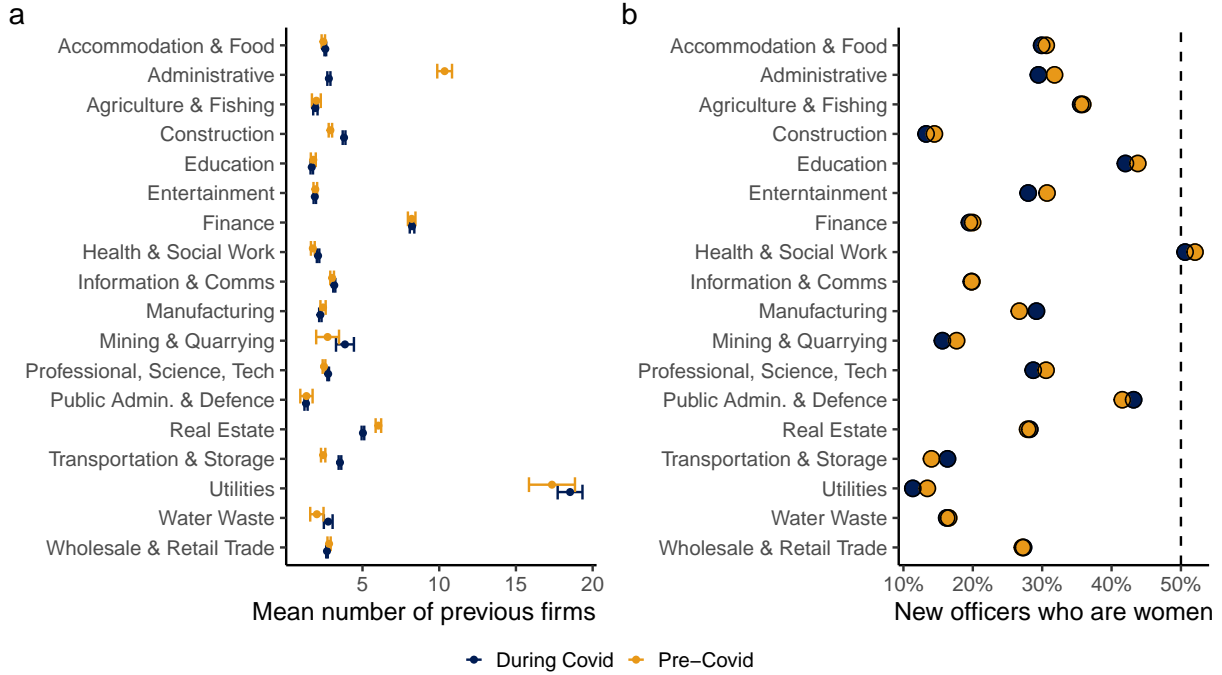 a
Accommodation & Food
Administrative
Agriculture & Fishing
Construction
Education
Entertainment
Finance
Health & Social Work
Information & Comms
Manufacturing
Mining & Quarrying
Professional, Science, Tech
Public Admin. & Defence
Real Estate
Transportation & Storage
Utilities
Water Waste
Wholesale & Retail Trade
5 10 15 20
Mean number of previous firms
b
Accommodation & Food
Administrative
Agriculture & Fishing
Construction
Education
Enterntainment
Finance
Health & Social Work
Information & Comms
Manufacturing
Mining & Quarrying
Professional, Science, Tech
Public Admin. & Defence
Real Estate
Transportation & Storage
Utilities
Water Waste
Wholesale & Retail Trade
10% 20% 30% 40% 50%
New officers who are women
During Covid Pre−Covid